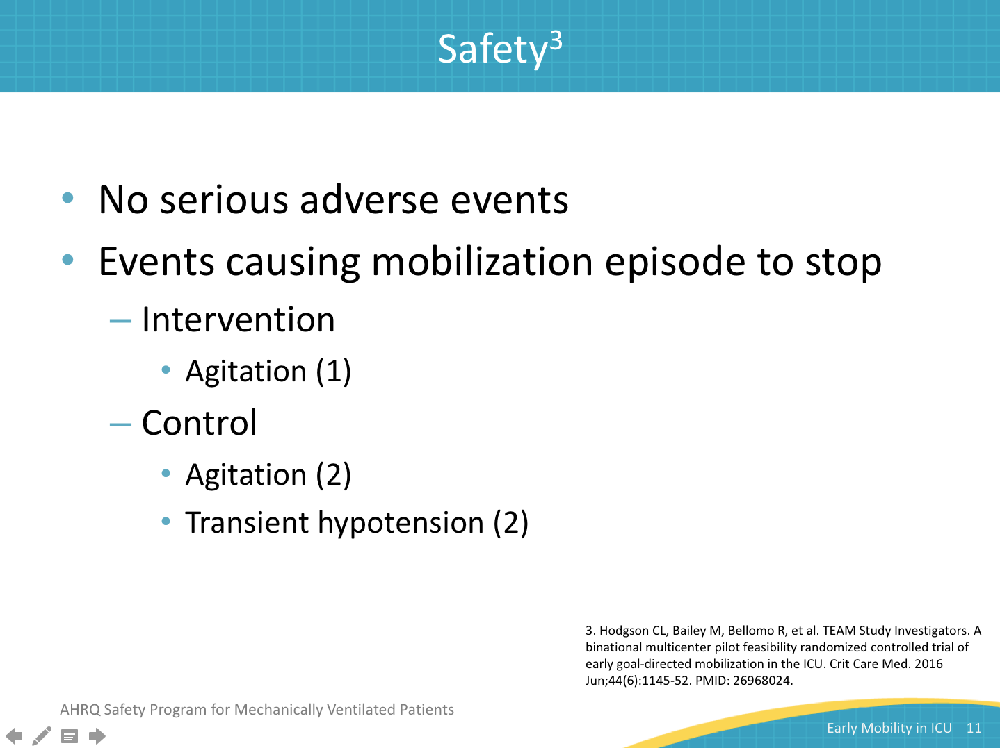 Safety³
• No serious adverse events
• Events causing mobilization episode to stop
– Intervention
• Agitation (1)
– Control
• Agitation (2)
• Transient hypotension (2)
3. Hodgson CL, Bailey M, Bellomo R, et al. TEAM Study Investigators. A
binational multicenter pilot feasibility randomized controlled trial of
early goal-directed mobilization in the ICU. Crit Care Med. 2016
Jun;44(6):1145-52. PMID: 26968024.
AHRQ Safety Program for Mechanically Ventilated Patients
Early Mobility in ICU 11